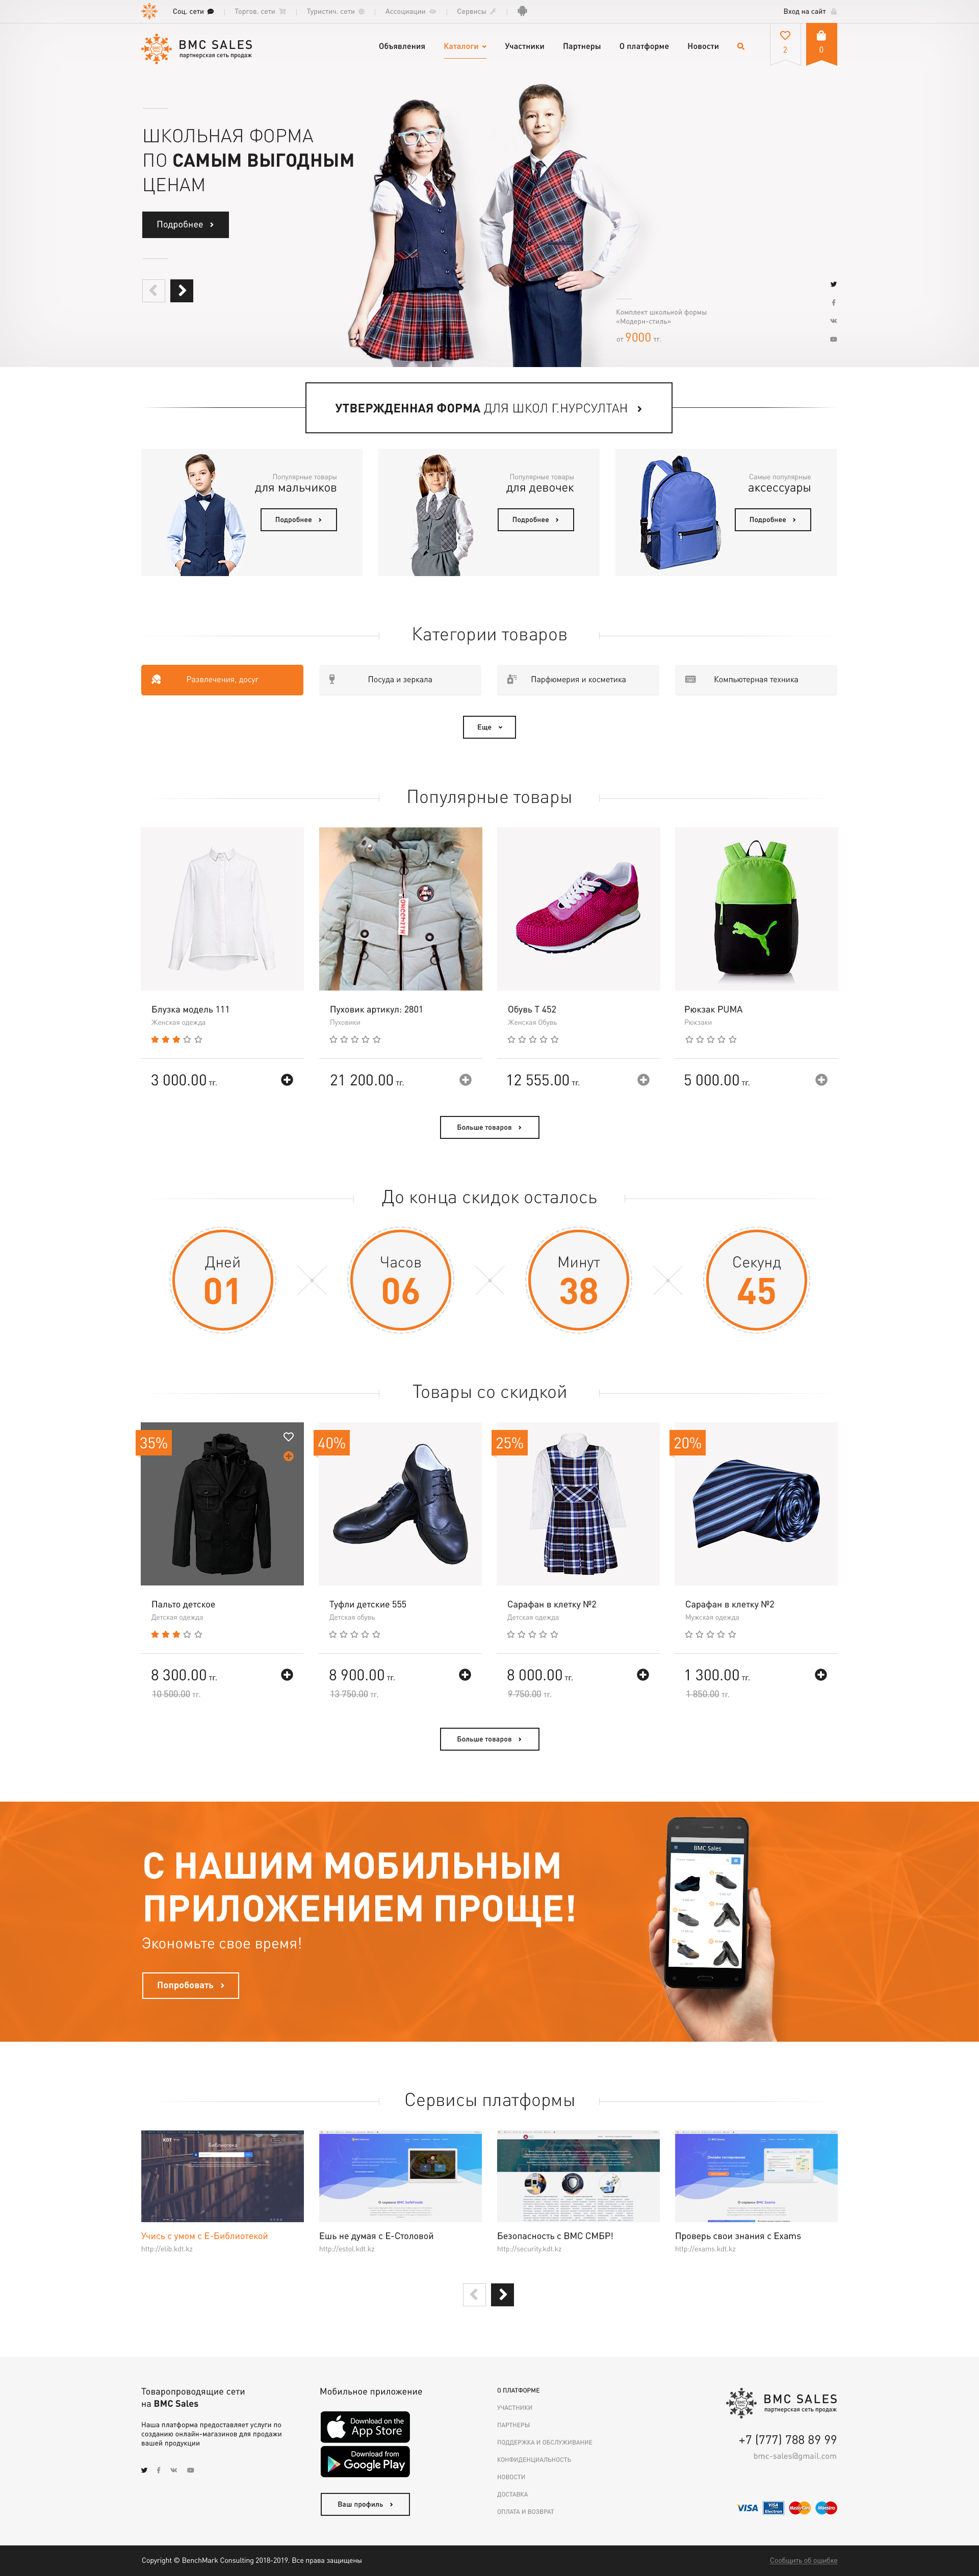 Соц. сети
Торгов. сети
Туристич. сети
Ассоциации
Сервисы
Вход на сайт
BMC SALES
партнерская сеть продаж
Объявления
Каталоги
Участники
Партнеры
О платформе
Новости
2
0
ШКОЛЬНАЯ ФОРМА
ПО САМЫМ ВЫГОДНЫМ
ЦЕНАМ
Подробнее
Комплект школьной формы
«Модерн-стиль»
от 9000 тг.
УТВЕРЖДЕННАЯ ФОРМА ДЛЯ ШКОЛ Г.НУРСУЛТАН
Популярные товары
для мальчиков
Подробнее
Популярные товары
для девочек
Подробнее
Самые популярные
аксессуары
Подробнее
Категории товаров
Развлечения, досуг
Посуда и зеркала
Парфюмерия и косметика
Компьютерная техника
Еще
Популярные товары
Блузка модель 111
Женская одежда
3 000.00 тг.
Пуховик артикул: 2801
Пуховики
21 200.00 тг.
Обувь Т 452
Женская Обувь
12 555.00 тг.
Рюкзак PUMA
Рюкзаки
5 000.00 тг.
Больше товаров
До конца скидок осталось
Дней
01
Часов
06
Минут
38
Секунд
45
Товары со скидкой
35%
Пальто детское
Детская одежда
8 300.00 тг.
10 500.00 тг.
40%
Туфли детские 555
Детская обувь
8 900.00 тг.
13 750.00 тг.
25%
Сарафан в клетку №2
Детская одежда
8 000.00 тг.
9 750.00 тг.
20%
Сарафан в клетку №2
Мужская одежда
1 300.00 тг.
1 850.00 тг.
Больше товаров
С НАШИМ МОБИЛЬНЫМ
ПРИЛОЖЕНИЕМ ПРОЩЕ!
Экономьте свое время!
Попробовать
BMC Sales
Сервисы платформы
Библиотека
Учись с умом с Е-Библиотекой
http://elib.kdt.kz
Ешь не думая с Е-Столовой
http://estol.kdt.kz
Безопасность с BMC СМБР!
http://security.kdt.kz
Проверь свои знания с Exams
http://exams.kdt.kz
Товаропроводящие сети
на BMC Sales
Наша платформа предоставляет услуги по
созданию онлайн-магазинов для продажи
вашей продукции
Мобильное приложение
Download on the
App Store
Download from
Google Play
Ваш профиль
О ПЛАТФОРМЕ
УЧАСТНИКИ
ПАРТНЕРЫ
ПОДДЕРЖКА И ОБСЛУЖИВАНИЕ
КОНФИДЕНЦИАЛЬНОСТЬ
НОВОСТИ
ДОСТАВКА
ОПЛАТА И ВОЗВРАТ
BMC SALES
партнерская сеть продаж
+7 (777) 788 89 99
bmc-sales@gmail.com
VISA
VISA
Electron
MasterCard
Maestro
Copyright © BenchMark Consulting 2018-2019. Все права защищены
Сообщить об ошибке